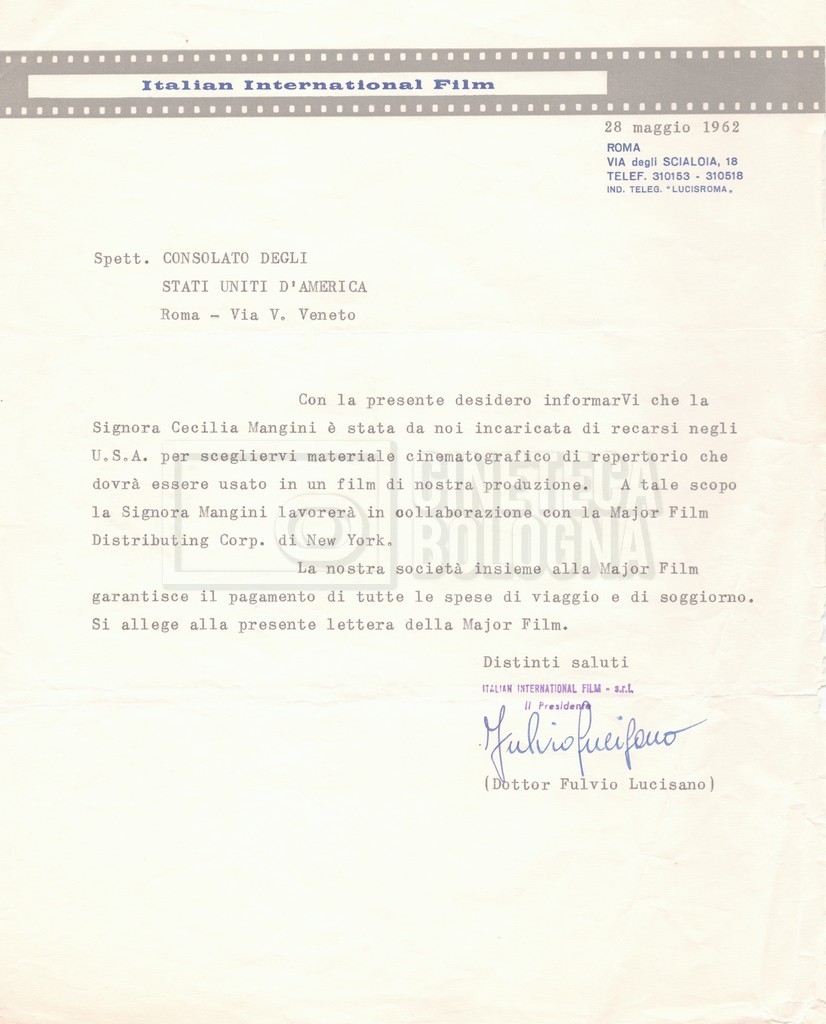 Italian International Film
28 maggio 1962
ROMA
VIA degli SCIALOIA, 18
TELEF. 310153 - 310518
IND. TELEG. "LUCISROMA„
Spett. CONSOLATO DEGLI
STATI UNITI D'AMERICA
Roma - Via V. Veneto
Con la presente desidero informarVi che la
Signora Cecilia Mangini è stata da noi incaricata di recarsi negli
U.S.A. per scegliervi materiale cinematografico di repertorio che
dovrà essere usato in un film di nostra produzione. A tale scopo
la Signora Mangini lavorerà in collaborazione con la Major Film
Distributing Corp. di New York.
La nostra società insieme alla Major Film
garantisce il pagamento di tutte le spese di viaggio e di soggiorno.
Si allege alla presente lettera della Major Film.
CINETECA
BOLOGNA
Distinti saluti
ITALIAN INTERNATIONAL FILM - s.r.l.
Il Presidente
Fulvio Lucisano
(Dottor Fulvio Lucisano)